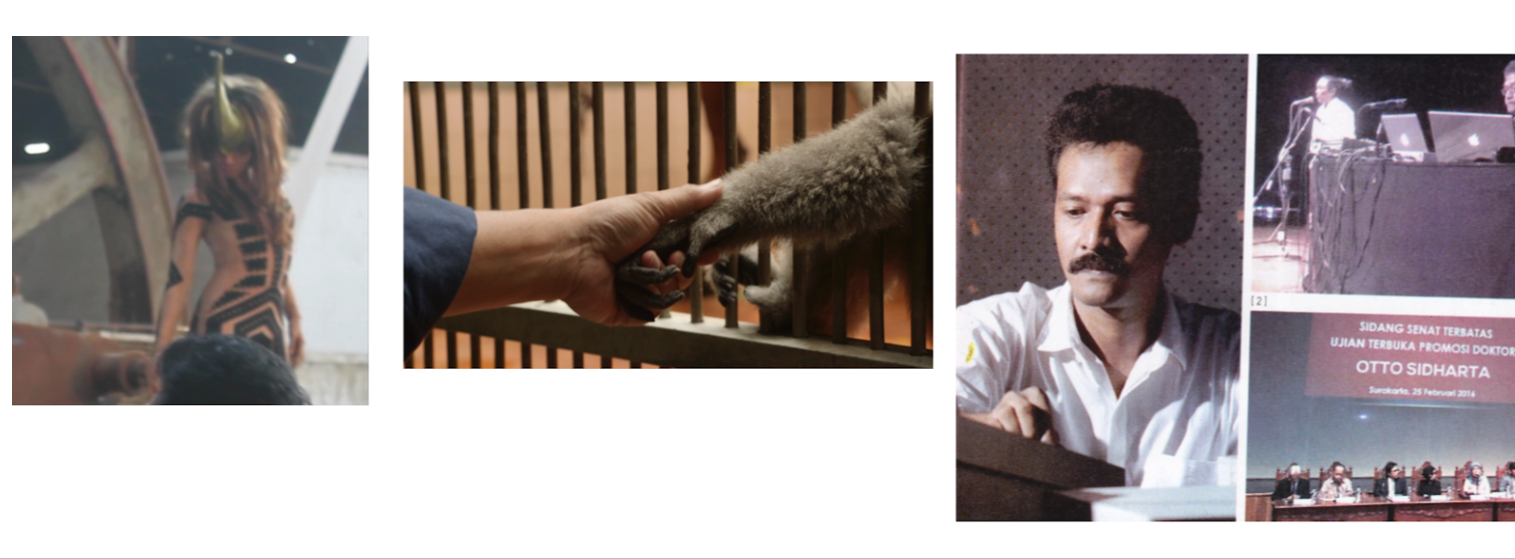 [2]
SIDANG SENAT TERBATAS
UJIAN TERBUKA PROMOSI DOKTOR
OTTO SIDHARTA
Surakarta, 25 Februari 2016